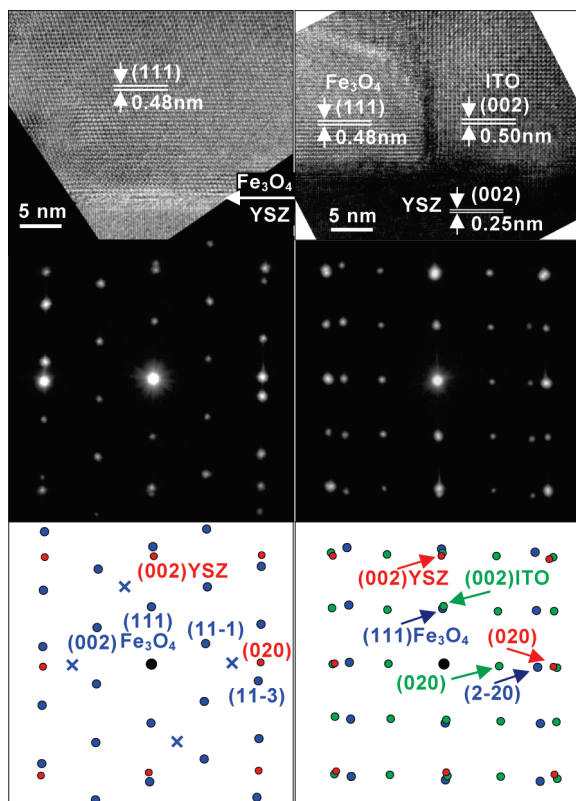 (111)
0.48nm
Fe₃O₄
YSZ
5 nm
Fe₃O₄
(111)
0.48nm
ITO
(002)
0.50nm
YSZ
(002)
0.25nm
5 nm
(002)YSZ
(111)
(002)
Fe₃O₄
(11-1)
(020)
(11-3)
(002)YSZ
(002)ITO
(111)Fe₃O₄
(020)
(020)
(2-20)